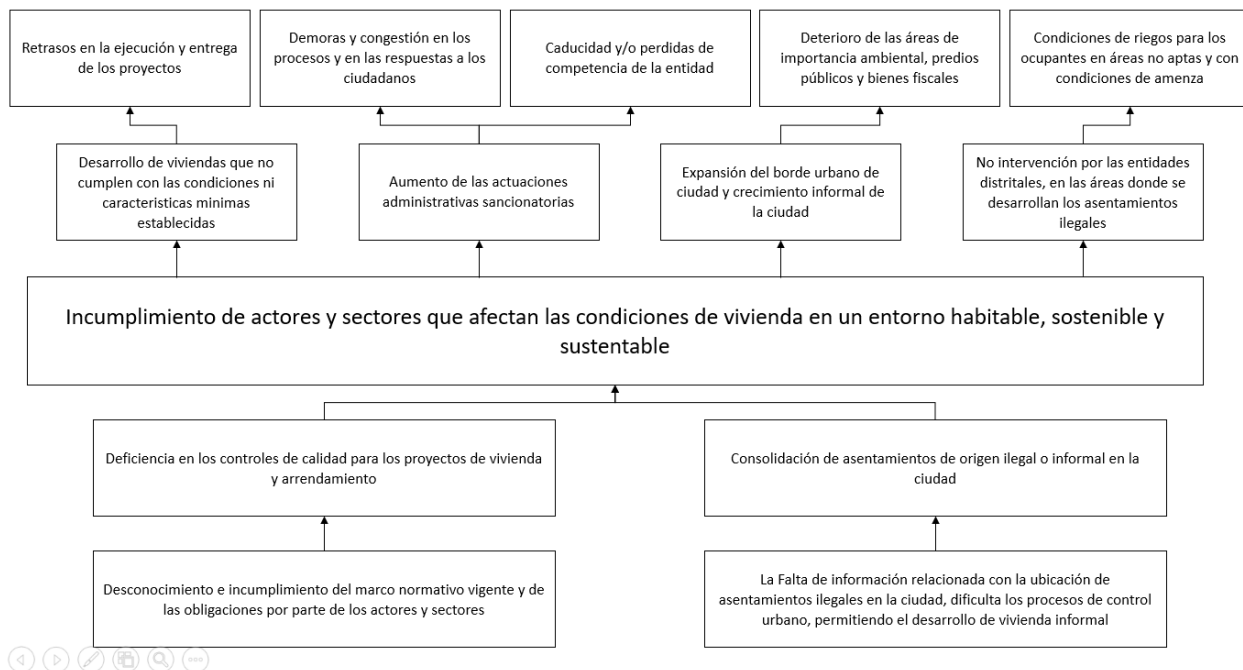 Retrasos en la ejecución y entrega
de los proyectos
Demoras y congestión en los
procesos y en las respuestas a los
ciudadanos
Caducidad y/o perdidas de
competencia de la entidad
Deterioro de las áreas de
importancia ambiental, predios
públicos y bienes fiscales
Condiciones de riegos para los
ocupantes en áreas no aptas y con
condiciones de amenza
Desarrollo de viviendas que no
cumplen con las condiciones ni
caracteristicas minimas
establecidas
Aumento de las actuaciones
administrativas sancionatorias
Expansión del borde urbano de
ciudad y crecimiento informal de
la ciudad
No intervención por las entidades
distritales, en las áreas donde se
desarrollan los asentamientos
ilegales
Incumplimiento de actores y sectores que afectan las condiciones de vivienda en un entorno habitable, sostenible y
sustentable
Deficiencia en los controles de calidad para los proyectos de vivienda
y arrendamiento
Consolidación de asentamientos de origen ilegal o informal en la
ciudad
Desconocimiento e incumplimiento del marco normativo vigente y de
las obligaciones por parte de los actores y sectores
La Falta de información relacionada con la ubicación de
asentamientos ilegales en la ciudad, dificulta los procesos de control
urbano, permitiendo el desarrollo de vivienda informal